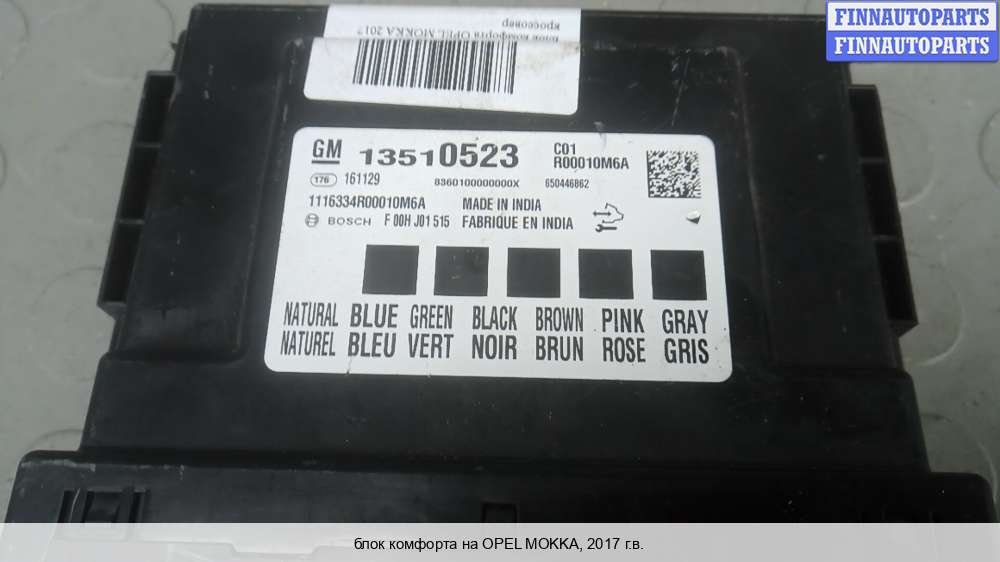 FINNAUTOPARTS
FINNAUTOPARTS
блок комфорта OPEL MOKKA 2017
кроссовер
GM 13510523 C01
R00010M6A
176 161129 8360100000000X 650446862
1116334R00010M6A MADE IN INDIA
BOSCH F 00H J01 515 FABRIQUE EN INDIA
NATURAL BLUE GREEN BLACK BROWN PINK GRAY
NATUREL BLEU VERT NOIR BRUN ROSE GRIS
блок комфорта на OPEL MOKKA, 2017 г.в.